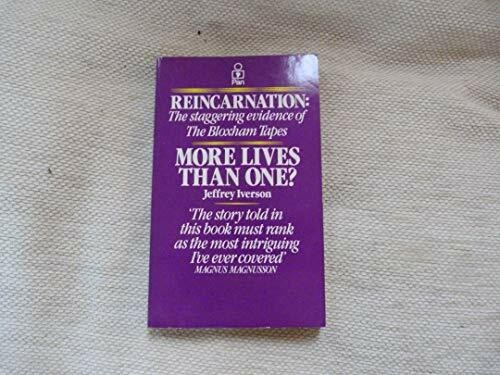 Pan
REINCARNATION:
The staggering evidence of
The Bloxham Tapes
MORE LIVES
THAN ONE?
Jeffrey Iverson
'The story told in
this book must rank
as the most intriguing
I've ever covered'
MAGNUS MAGNUSSON